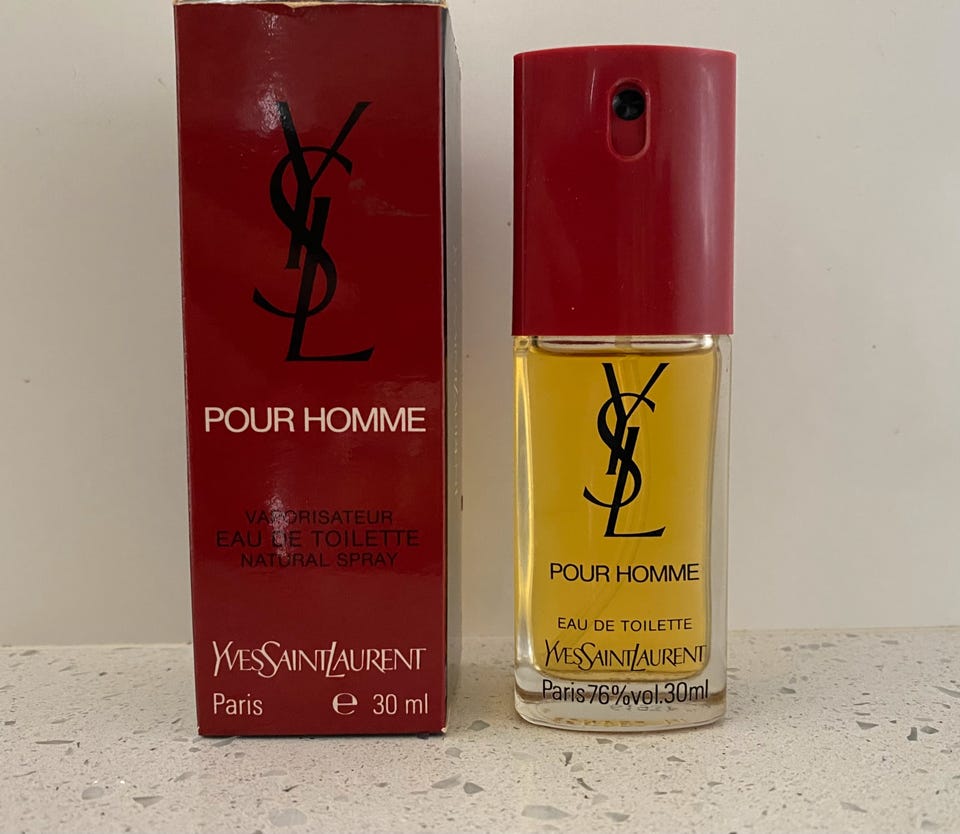 YSL
POUR HOMME
VAPORISATEUR
EAU DE TOILETTE
NATURAL SPRAY
YVESSAINTLAURENT
Paris ℮ 30 ml
YSL
POUR HOMME
EAU DE TOILETTE
YVESSAINTLAURENT
Paris 76%vol. 30ml